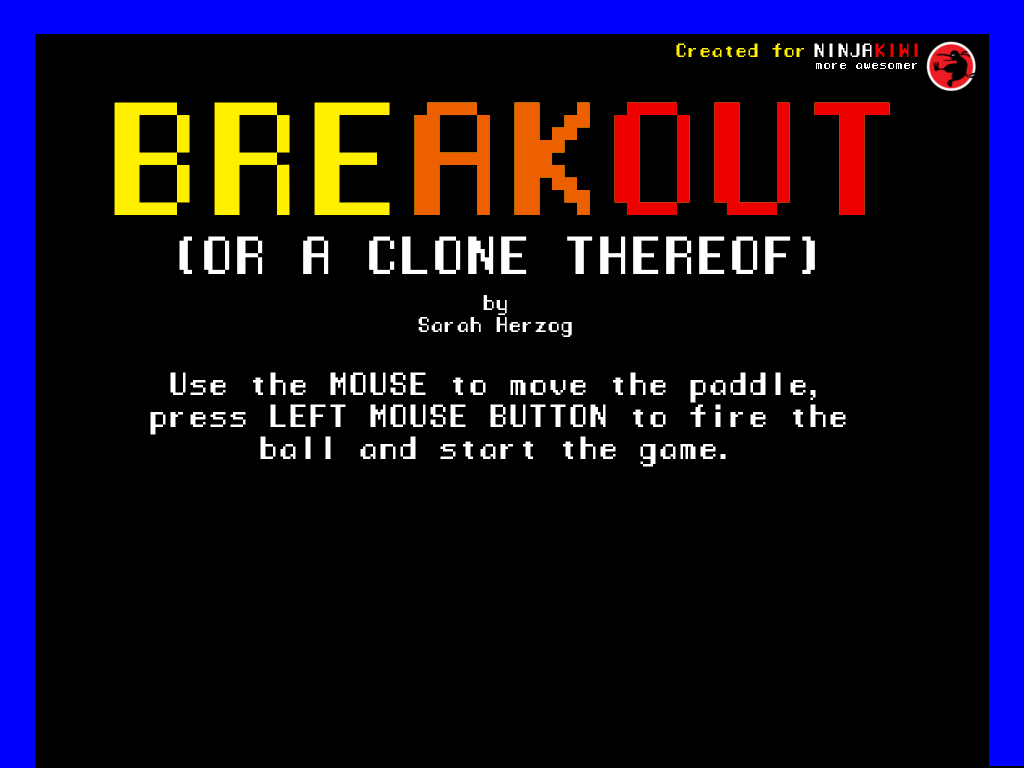 Created for NINJAKIWI
more awesomer
BREAKOUT
(OR A CLONE THEREOF)
by
Sarah Herzog
Use the MOUSE to move the paddle,
press LEFT MOUSE BUTTON to fire the
ball and start the game.